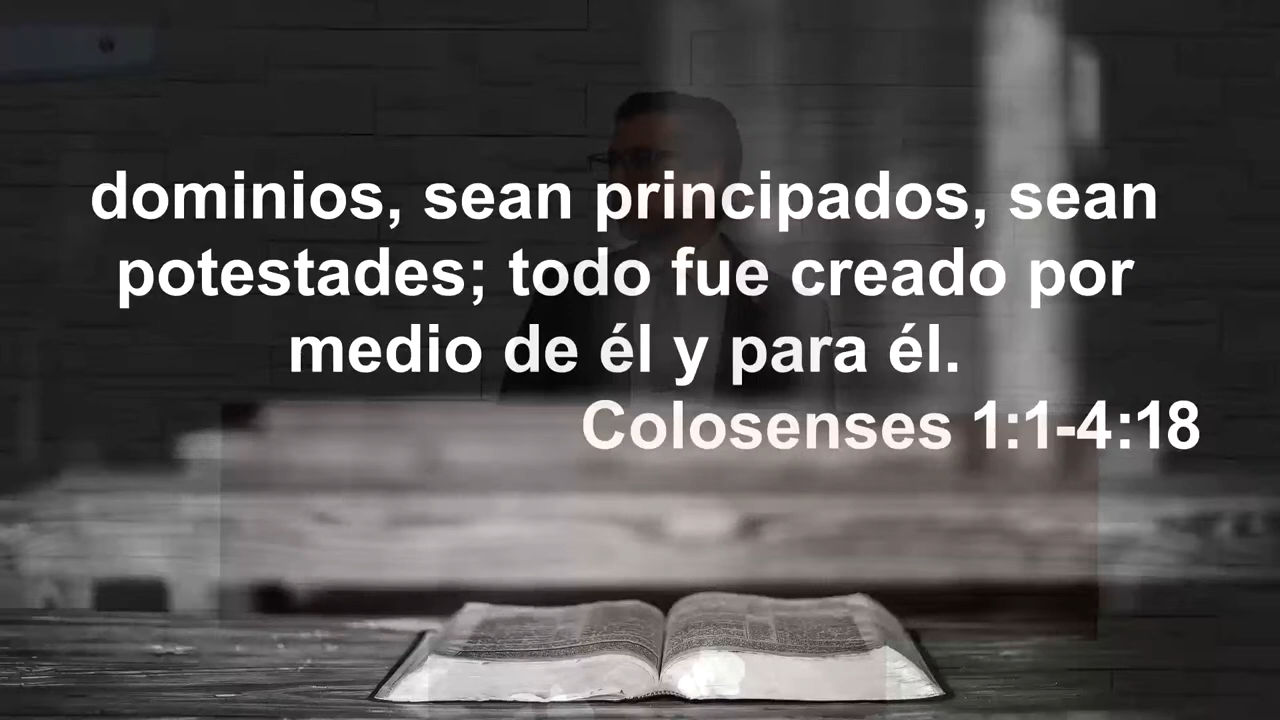 dominios, sean principados, sean
potestades; todo fue creado por
medio de él y para él.
Colosenses 1:1-4:18